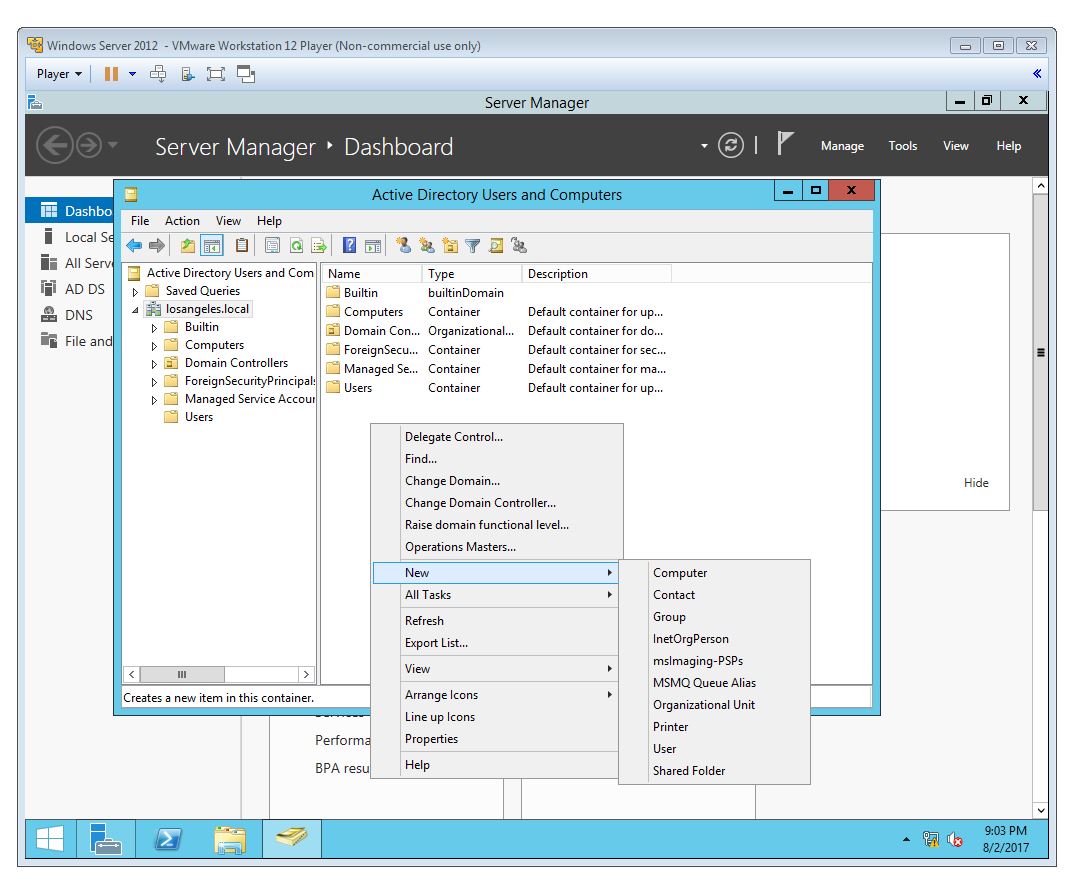 Windows Server 2012 - VMware Workstation 12 Player (Non-commercial use only)
Player
Server Manager
Server Manager Dashboard
Manage Tools View Help
Active Directory Users and Computers
File Action View Help
Dashbo
Local Se
All Serv
AD DS
DNS
File and
Active Directory Users and Com
Saved Queries
losangeles.local
Builtin
Computers
Domain Controllers
ForeignSecurityPrincipals
Managed Service Accour
Users
Name Type Description
Builtin builtinDomain
Computers Container Default container for up...
Domain Con... Organizational... Default container for do...
ForeignSecu... Container Default container for sec...
Managed Se... Container Default container for ma...
Users Container Default container for up...
Hide
Delegate Control...
Find...
Change Domain...
Change Domain Controller...
Raise domain functional level...
Operations Masters...
New
All Tasks
Refresh
Export List...
View
Arrange Icons
Line up Icons
Properties
Help
Computer
Contact
Group
InetOrgPerson
msImaging-PSPs
MSMQ Queue Alias
Organizational Unit
Printer
User
Shared Folder
Creates a new item in this container.
Performa
BPA resu
9:03 PM
8/2/2017